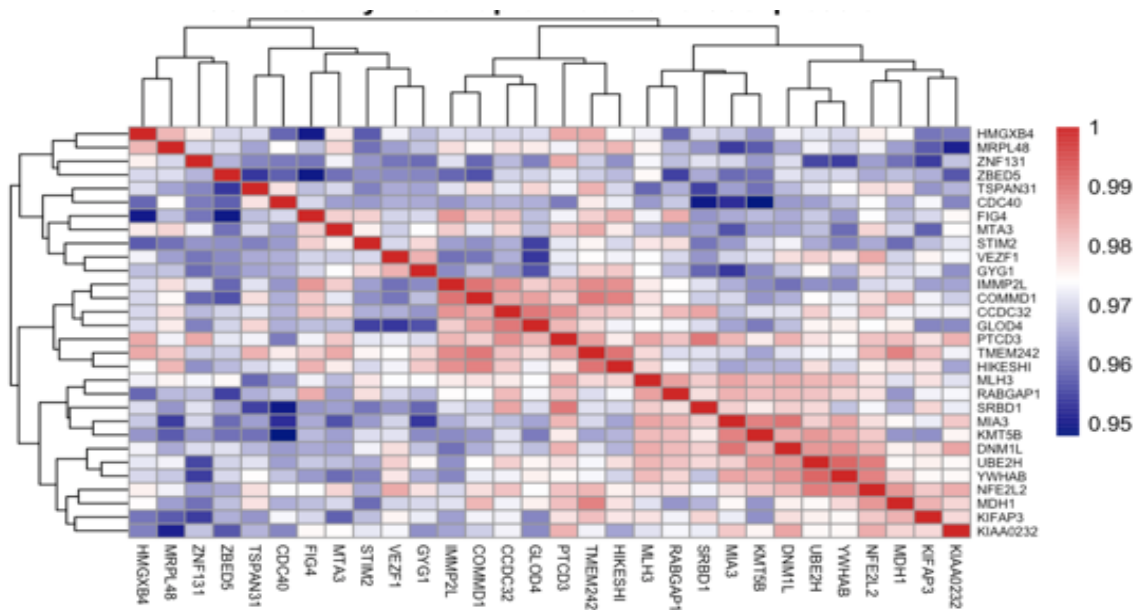 HMGXB4
MRPL48
ZNF131
ZBED5
TSPAN31
CDC40
FIG4
MTA3
STIM2
VEZF1
GYG1
IMMP2L
COMMD1
CCDC32
GLOD4
PTCD3
TMEM242
HIKESHI
MLH3
RABGAP1
SRBD1
MIA3
KMT5B
DNM1L
UBE2H
YWHAB
NFE2L2
MDH1
KIFAP3
KIAA0232
1
0.99
0.98
0.97
0.96
0.95
HMGXB4
MRPL48
ZNF131
ZBED5
TSPAN31
CDC40
FIG4
MTA3
STIM2
VEZF1
GYG1
IMMP2L
COMMD1
CCDC32
GLOD4
PTCD3
TMEM242
HIKESHI
MLH3
RABGAP1
SRBD1
MIA3
KMT5B
DNM1L
UBE2H
YWHAB
NFE2L2
MDH1
KIFAP3
KIAA0232